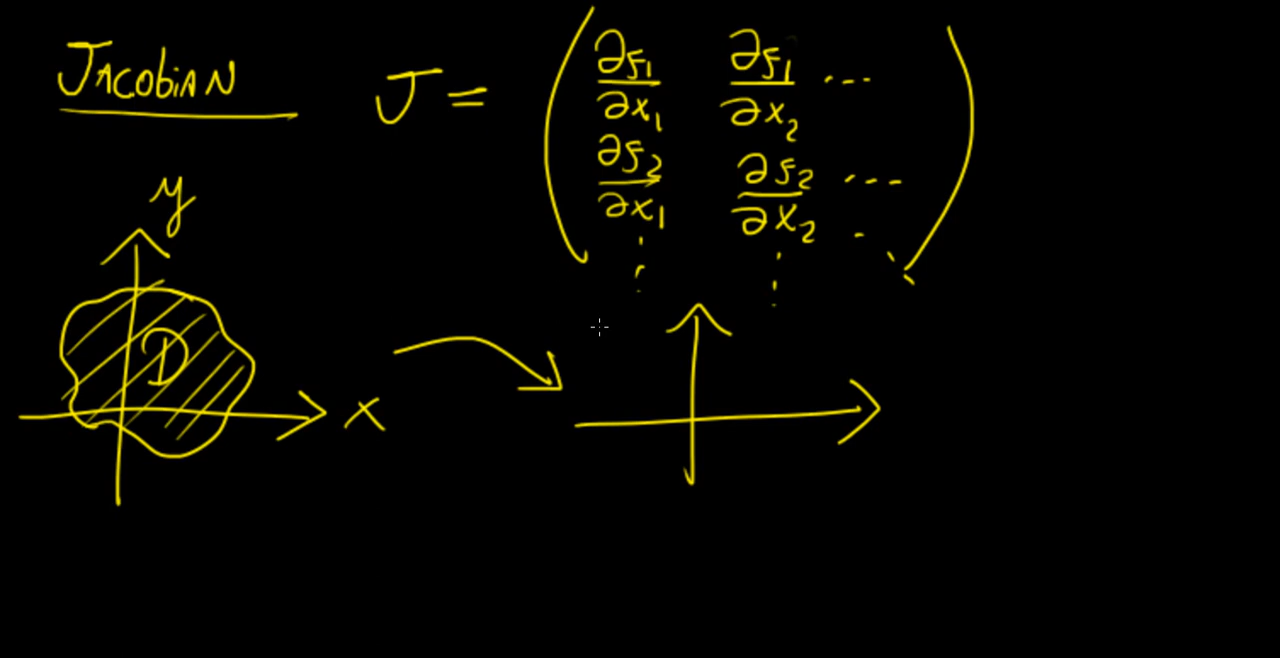 JACOBIAN
J = ( ∂f₁/∂x₁ ∂f₁/∂x₂ ...
∂f₂/∂x₁ ∂f₂/∂x₂ ...
⋮ ⋮ ⋱ )
y
D
x